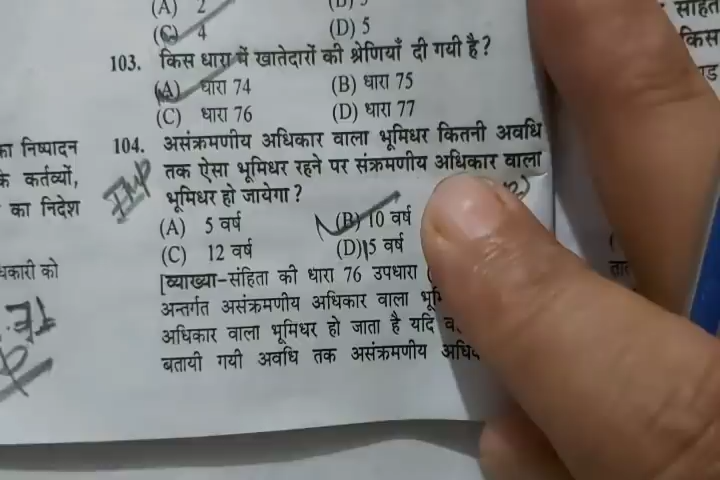 (A) 2
(C) 4 (D) 5
103. किस धारा में खातेदारों की श्रेणियाँ दी गयी है?
(A) धारा 74 (B) धारा 75
(C) धारा 76 (D) धारा 77
104. असंक्रमणीय अधिकार वाला भूमिधर कितनी अवधि
तक ऐसा भूमिधर रहने पर संक्रमणीय अधिकार वाला
भूमिधर हो जायेगा?
IMP
(A) 5 वर्ष (B) 10 वर्ष
(C) 12 वर्ष (D) 15 वर्ष
[व्याख्या-संहिता की धारा 76 उपधारा
अन्तर्गत असंक्रमणीय अधिकार वाला
अधिकार वाला भूमिधर हो जाता है यदि
बतायी गयी अवधि तक असंक्रमणीय
का निष्पादन
के कर्तव्यों,
का निदेश
को
सहित
किस